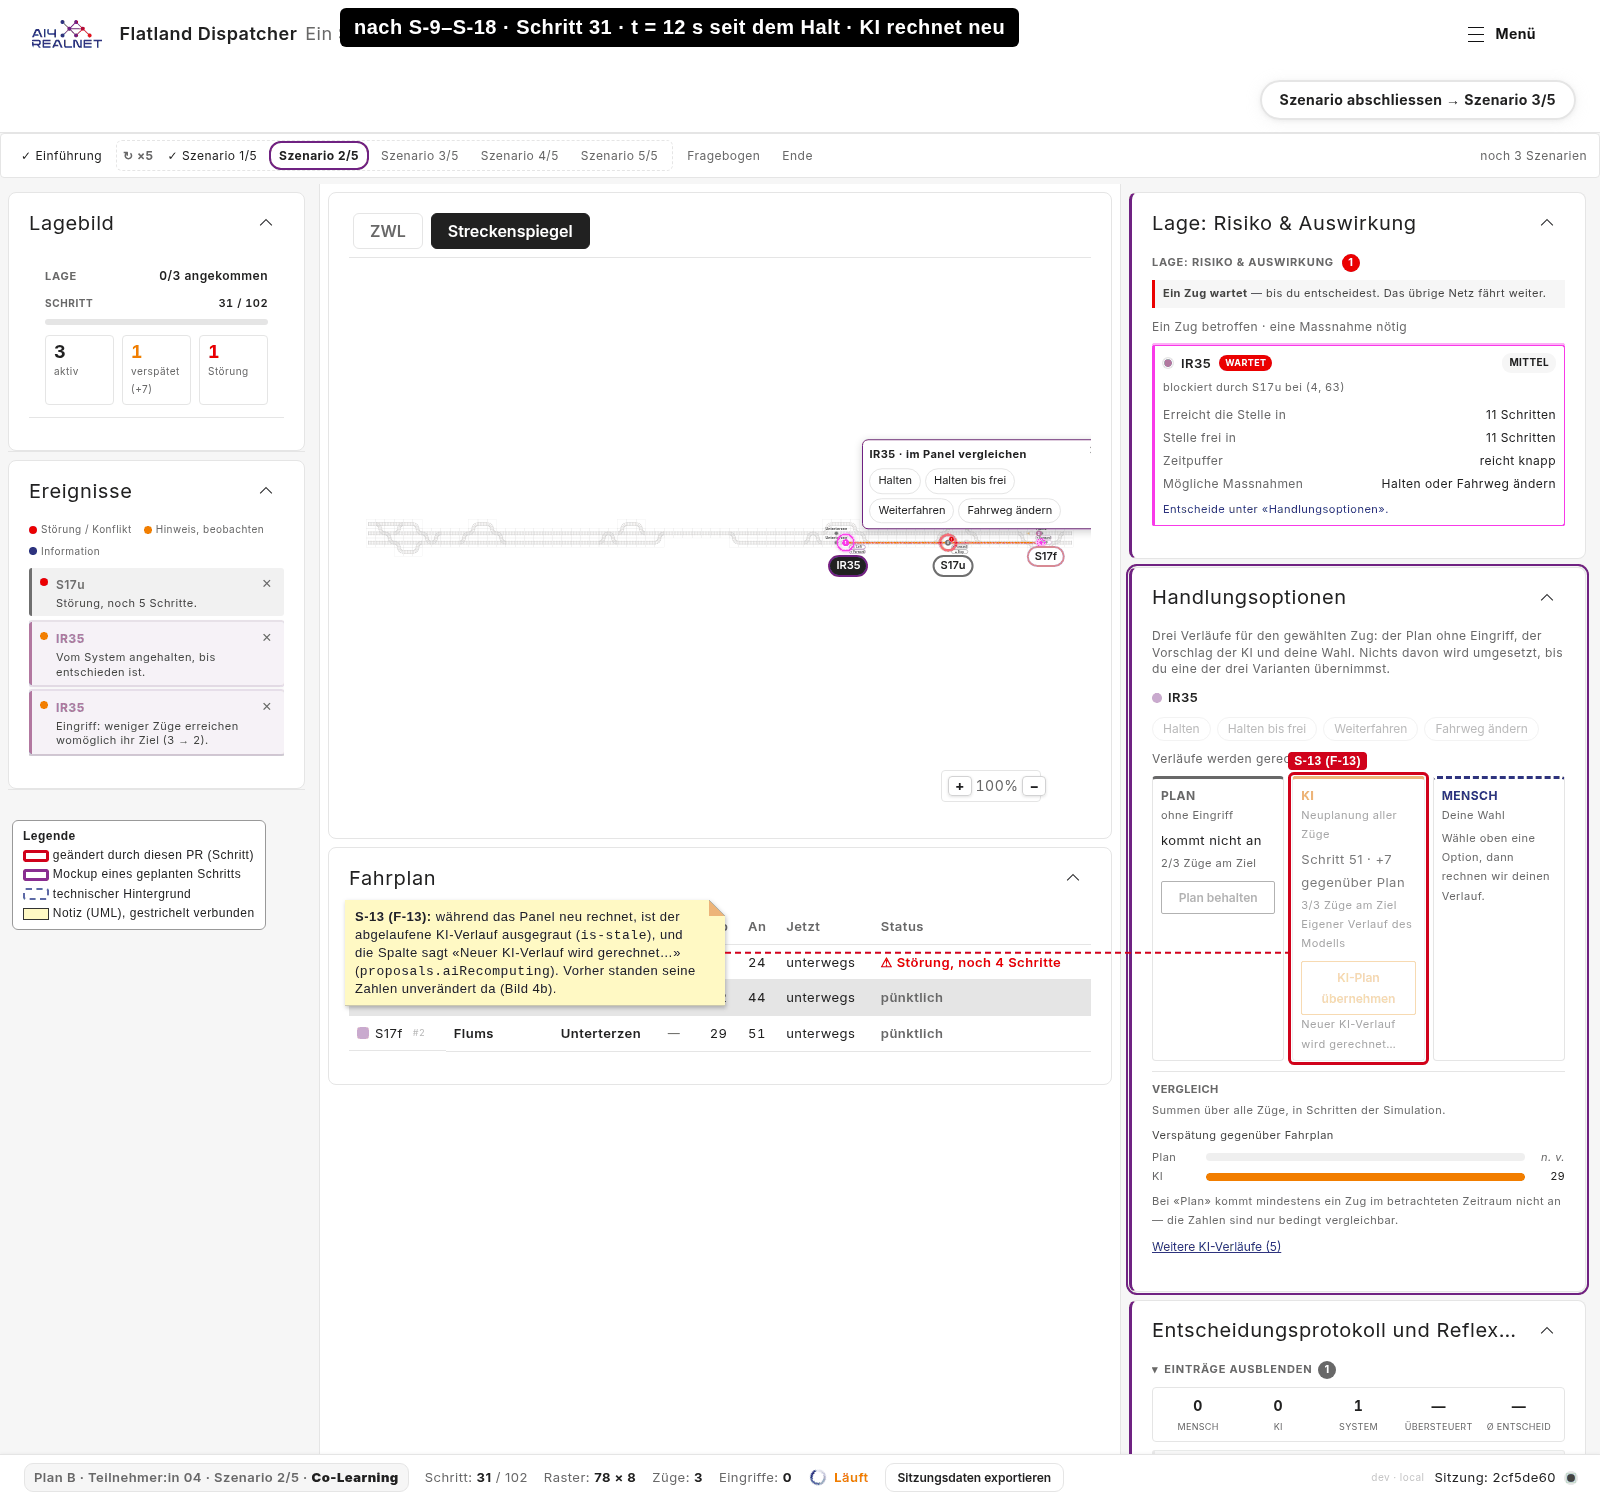 AI4
REALNET
Flatland Dispatcher Ein
nach S-9–S-18 · Schritt 31 · t = 12 s seit dem Halt · KI rechnet neu
Menü
Szenario abschliessen → Szenario 3/5
✓ Einführung
↻ ×5
✓ Szenario 1/5
Szenario 2/5
Szenario 3/5
Szenario 4/5
Szenario 5/5
Fragebogen
Ende
noch 3 Szenarien
Lagebild
LAGE 0/3 angekommen
SCHRITT 31 / 102
3
aktiv
1
verspätet
(+7)
1
Störung
Ereignisse
Störung / Konflikt
Hinweis, beobachten
Information
S17u ×
Störung, noch 5 Schritte.
IR35 ×
Vom System angehalten, bis
entschieden ist.
IR35 ×
Eingriff: weniger Züge erreichen
womöglich ihr Ziel (3 → 2).
Legende
geändert durch diesen PR (Schritt)
Mockup eines geplanten Schritts
technischer Hintergrund
Notiz (UML), gestrichelt verbunden
ZWL
Streckenspiegel
IR35 · im Panel vergleichen
Halten
Halten bis frei
Weiterfahren
Fahrweg ändern
IR35
S17u
S17f
+ 100% −
Fahrplan
An Jetzt Status
24 unterwegs ⚠ Störung, noch 4 Schritte
44 unterwegs pünktlich
S17f #2 Flums Unterterzen — 29 51 unterwegs pünktlich
S-13 (F-13): während das Panel neu rechnet, ist der
abgelaufene KI-Verlauf ausgegraut (is-stale), und
die Spalte sagt «Neuer KI-Verlauf wird gerechnet…»
(proposals.aiRecomputing). Vorher standen seine
Zahlen unverändert da (Bild 4b).
Lage: Risiko & Auswirkung
LAGE: RISIKO & AUSWIRKUNG 1
Ein Zug wartet — bis du entscheidest. Das übrige Netz fährt weiter.
Ein Zug betroffen · eine Massnahme nötig
IR35 WARTET MITTEL
blockiert durch S17u bei (4, 63)
Erreicht die Stelle in 11 Schritten
Stelle frei in 11 Schritten
Zeitpuffer reicht knapp
Mögliche Massnahmen Halten oder Fahrweg ändern
Entscheide unter «Handlungsoptionen».
Handlungsoptionen
Drei Verläufe für den gewählten Zug: der Plan ohne Eingriff, der
Vorschlag der KI und deine Wahl. Nichts davon wird umgesetzt, bis
du eine der drei Varianten übernimmst.
IR35
Halten
Halten bis frei
Weiterfahren
Fahrweg ändern
Verläufe werden gerec
S-13 (F-13)
PLAN
ohne Eingriff
kommt nicht an
2/3 Züge am Ziel
Plan behalten
KI
Neuplanung aller
Züge
Schritt 51 · +7
gegenüber Plan
3/3 Züge am Ziel
Eigener Verlauf des
Modells
KI-Plan
übernehmen
Neuer KI-Verlauf
wird gerechnet…
MENSCH
Deine Wahl
Wähle oben eine
Option, dann
rechnen wir deinen
Verlauf.
VERGLEICH
Summen über alle Züge, in Schritten der Simulation.
Verspätung gegenüber Fahrplan
Plan n. v.
KI 29
Bei «Plan» kommt mindestens ein Zug im betrachteten Zeitraum nicht an
— die Zahlen sind nur bedingt vergleichbar.
Weitere KI-Verläufe (5)
Entscheidungsprotokoll und Reflex…
▾ EINTRÄGE AUSBLENDEN 1
0
MENSCH
0
KI
1
SYSTEM
—
ÜBERSTEUERT
—
Ø ENTSCHEID
Plan B · Teilnehmer:in 04 · Szenario 2/5 · Co-Learning
Schritt: 31 / 102
Raster: 78 × 8
Züge: 3
Eingriffe: 0
Läuft
Sitzungsdaten exportieren
dev · local
Sitzung: 2cf5de60